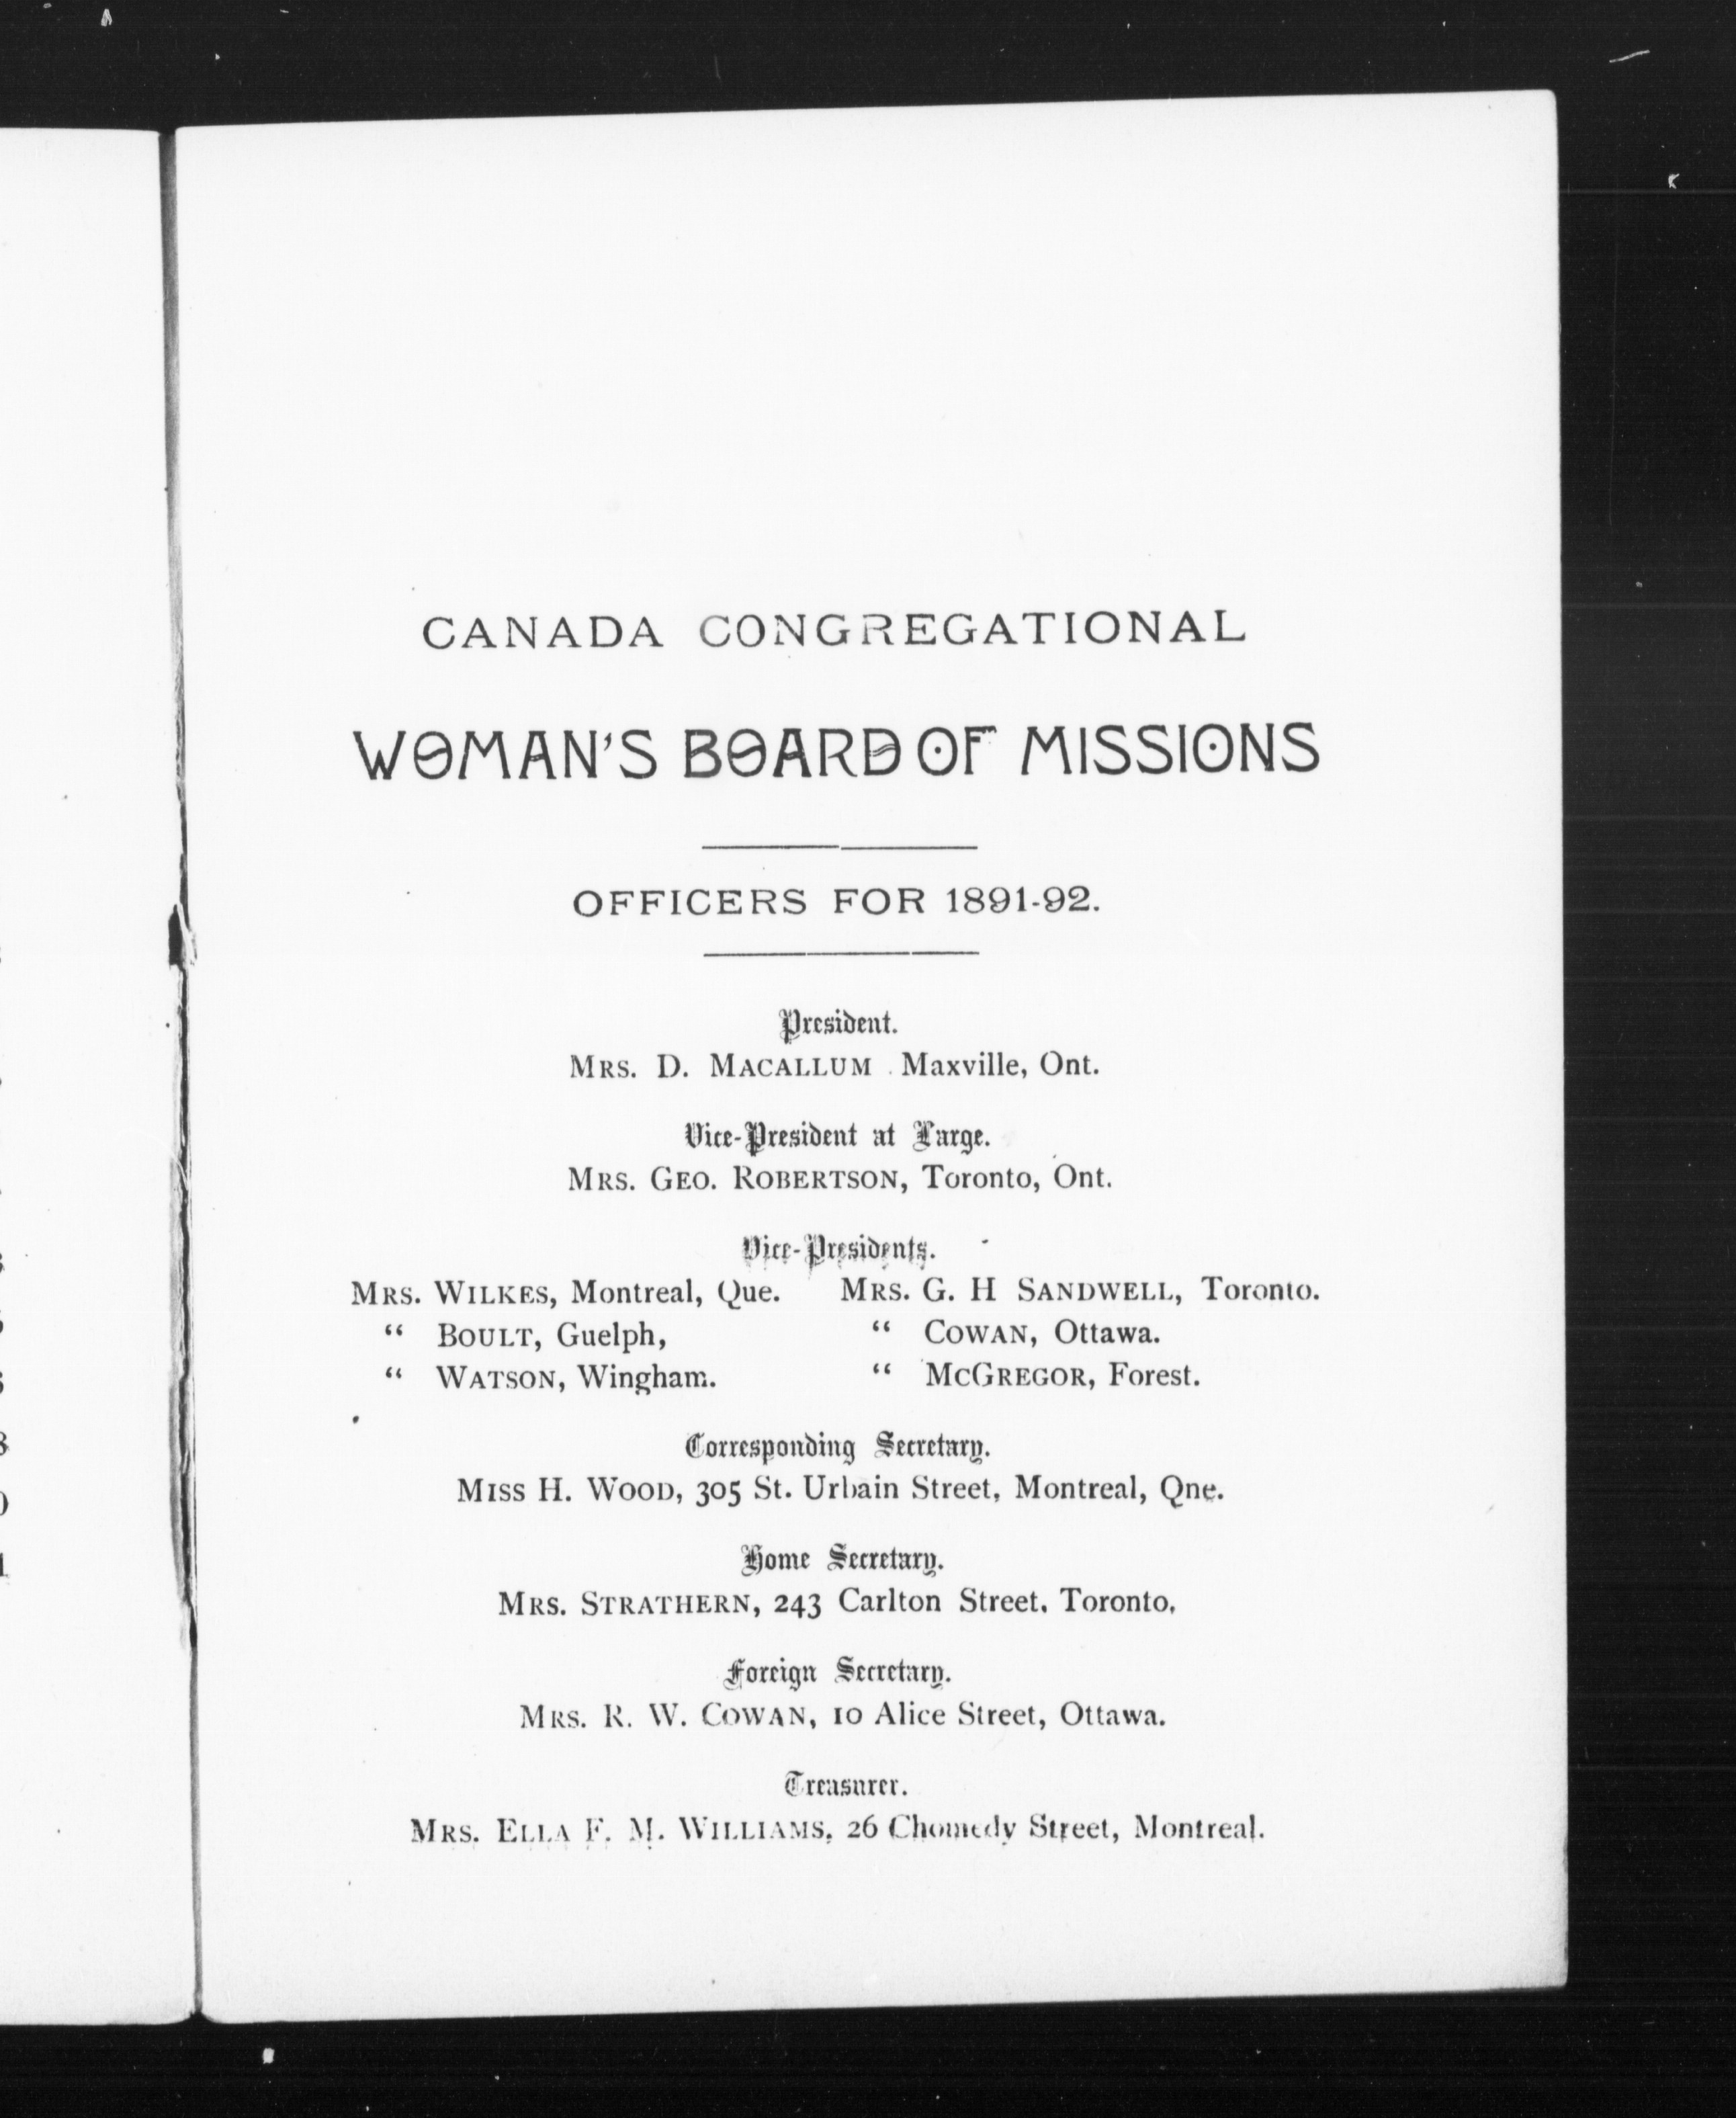 CANADA CONGREGATIONAL
WOMAN'S BOARD OF MISSIONS
OFFICERS FOR 1891-92.
President.
MRS. D. MACALLUM . Maxville, Ont.
Vice-President at Large.
MRS. GEO. ROBERTSON, Toronto, Ont.
Vice-Presidents.
MRS. WILKES, Montreal, Que. MRS. G. H SANDWELL, Toronto.
“ BOULT, Guelph, “ COWAN, Ottawa.
“ WATSON, Wingham. “ MCGREGOR, Forest.
Corresponding Secretary.
MISS H. WOOD, 305 St. Urbain Street, Montreal, Qne.
Home Secretary.
MRS. STRATHERN, 243 Carlton Street. Toronto,
Foreign Secretary.
MRS. R. W. COWAN, 10 Alice Street, Ottawa.
Treasurer.
MRS. ELLA F. M. WILLIAMS, 26 Chomedy Street, Montreal.